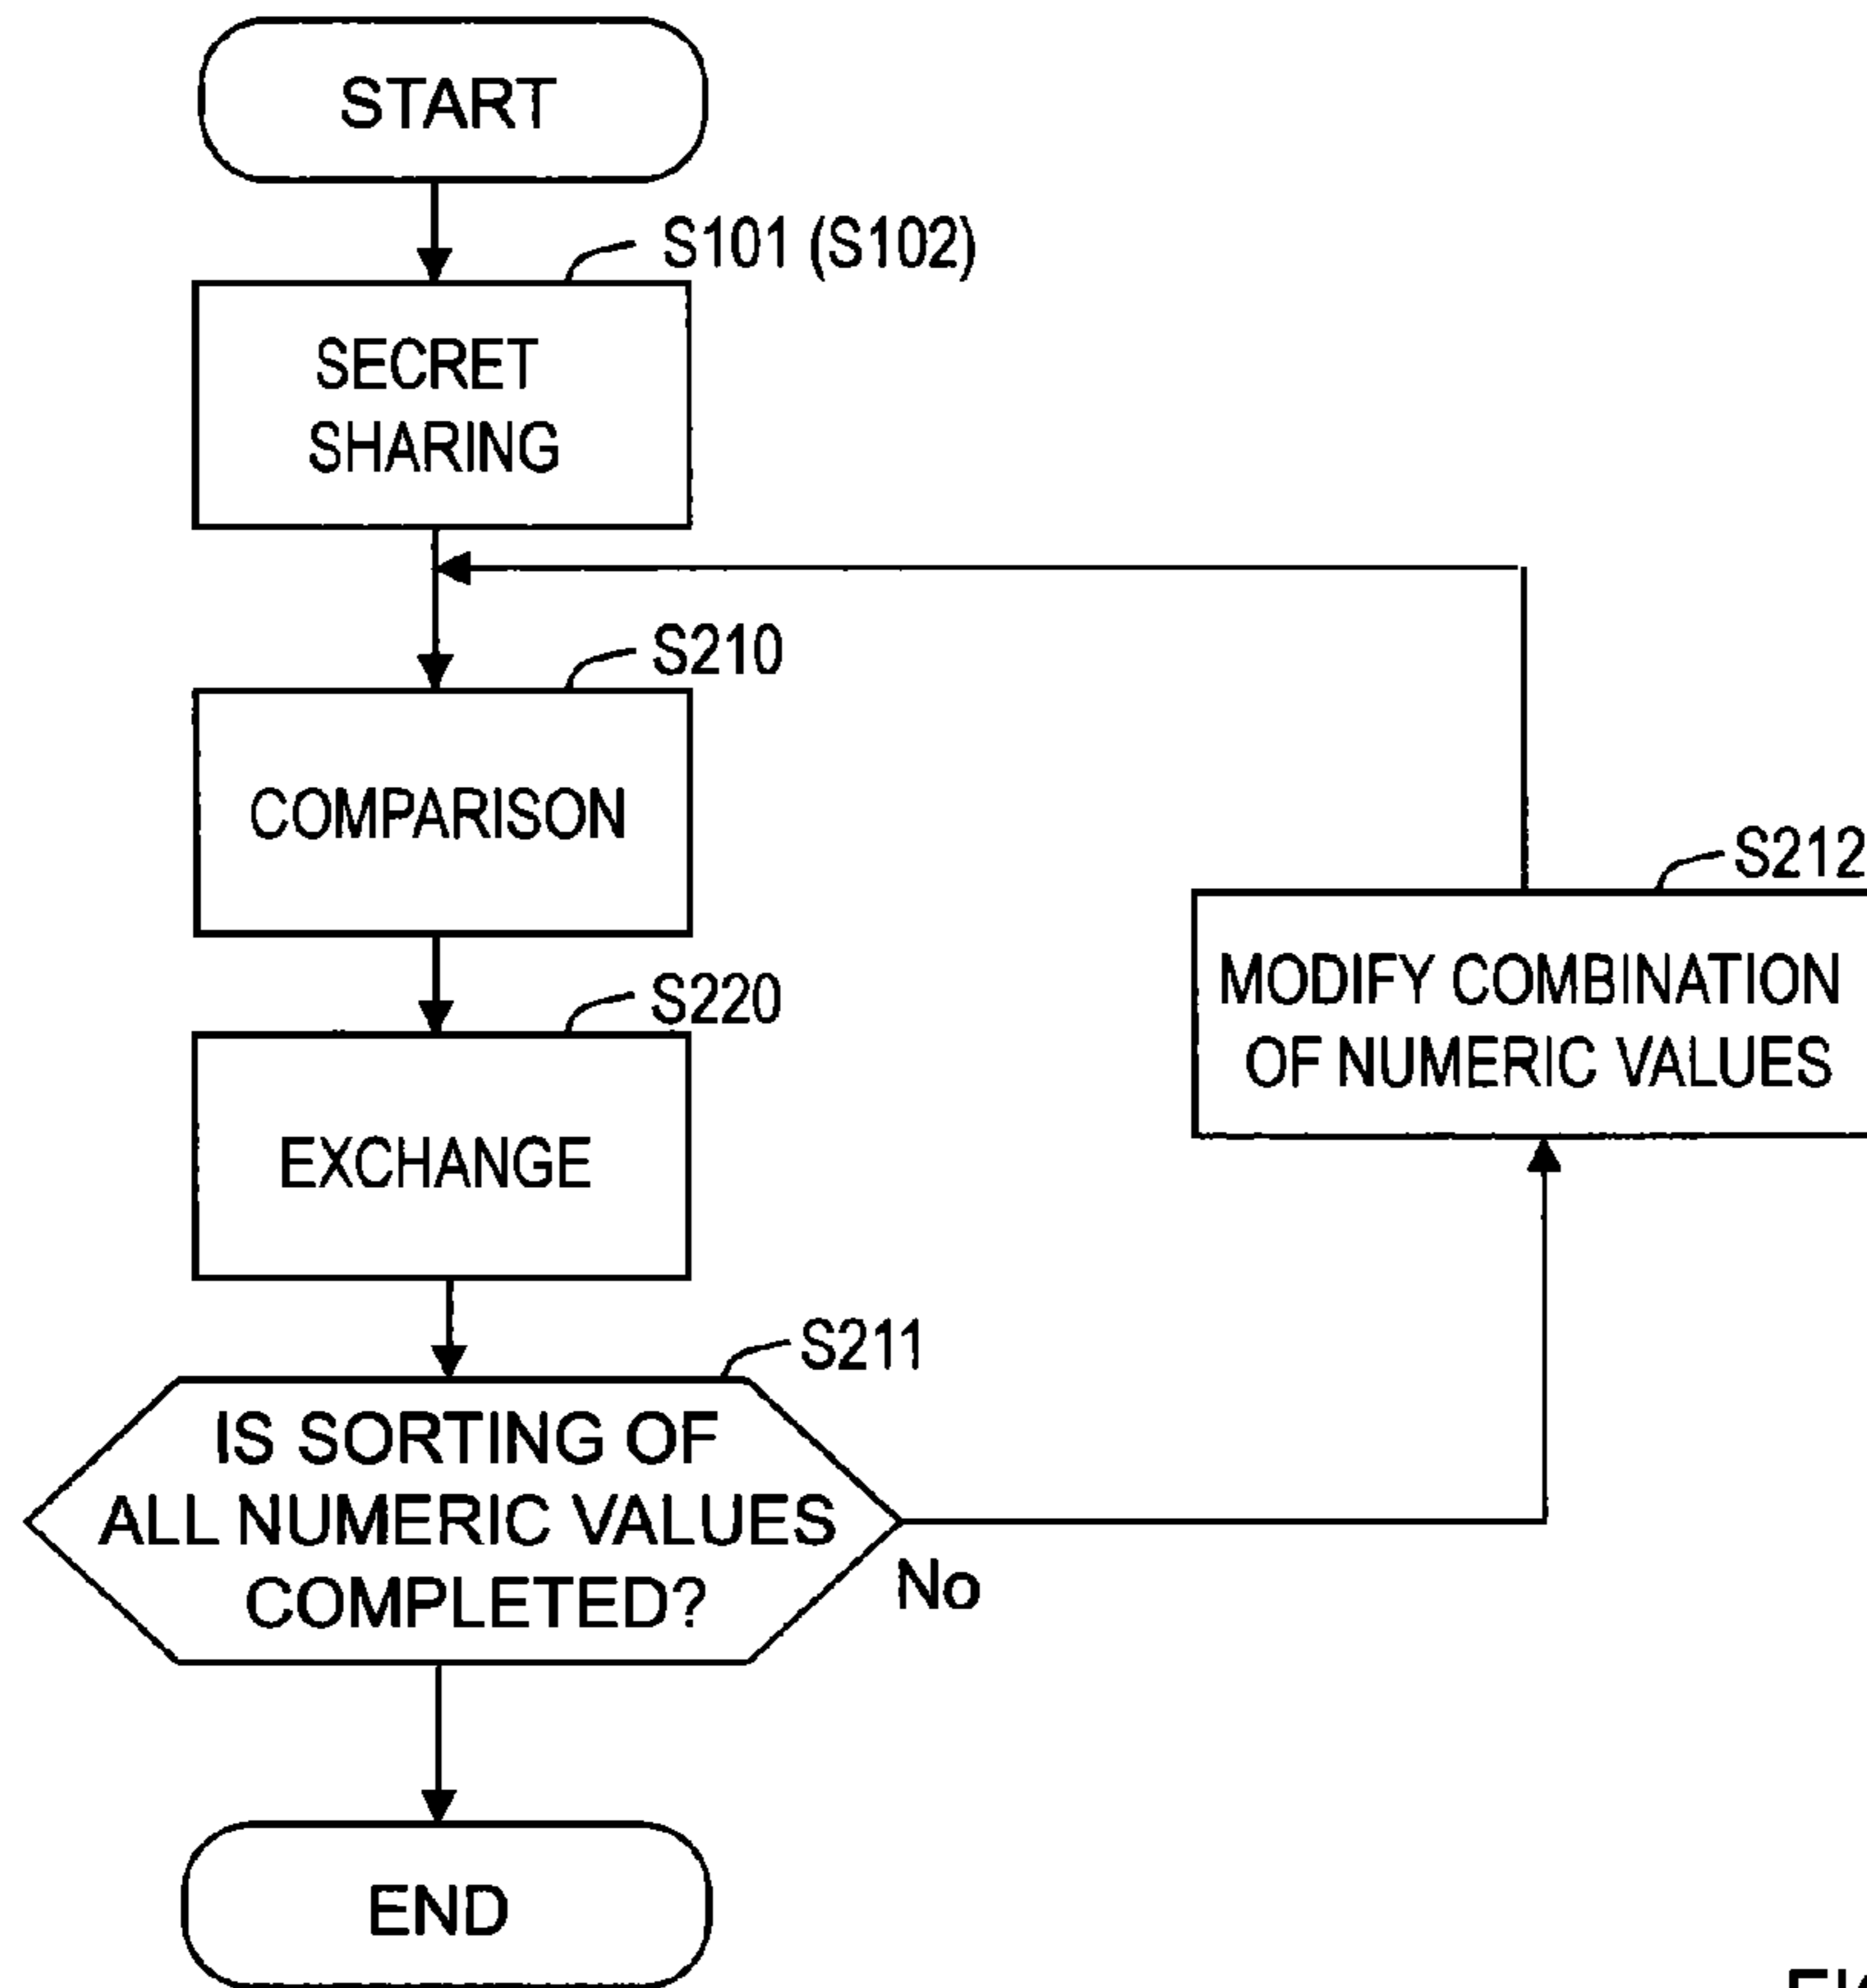 START
S101 (S102)
SECRET
SHARING
S210
COMPARISON
S212
MODIFY COMBINATION
OF NUMERIC VALUES
S220
EXCHANGE
S211
IS SORTING OF
ALL NUMERIC VALUES
COMPLETED?
No
END